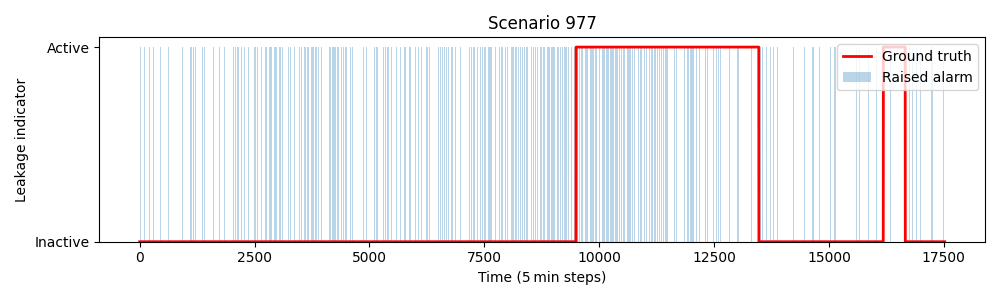 Scenario 977
Active
Ground truth
Raised alarm
Leakage indicator
Inactive
0 2500 5000 7500 10000 12500 15000 17500
Time (5 min steps)